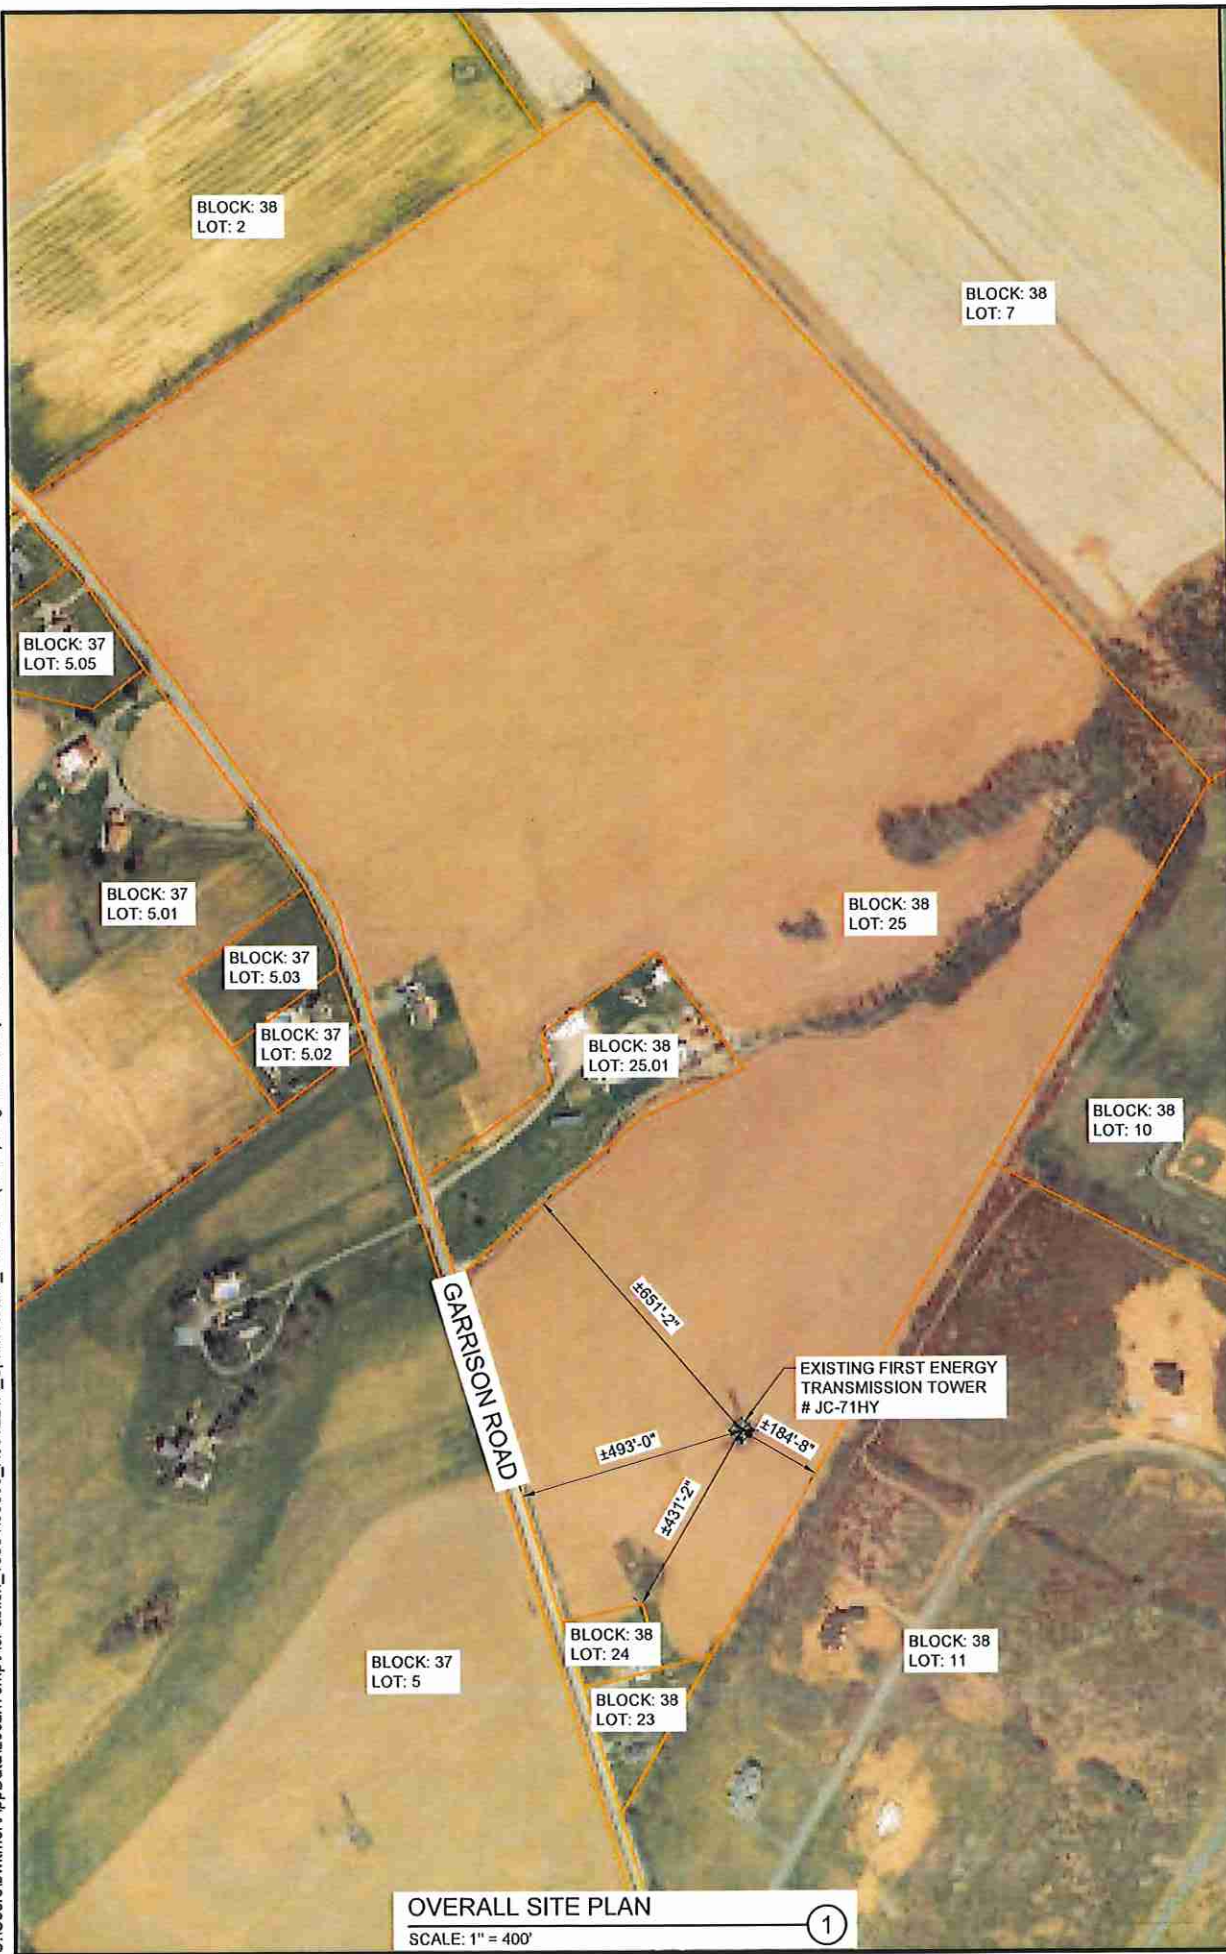 BLOCK: 38
LOT: 2
BLOCK: 38
LOT: 7
BLOCK: 37
LOT: 5.05
BLOCK: 37
LOT: 5.01
BLOCK: 38
LOT: 25
BLOCK: 37
LOT: 5.03
BLOCK: 37
LOT: 5.02
BLOCK: 38
LOT: 25.01
BLOCK: 38
LOT: 10
GARRISON ROAD
±651'-2"
EXISTING FIRST ENERGY
TRANSMISSION TOWER
# JC-71HY
±184'-8"
±493'-0"
±431'-2"
BLOCK: 38
LOT: 24
BLOCK: 38
LOT: 11
BLOCK: 37
LOT: 5
BLOCK: 38
LOT: 23
OVERALL SITE PLAN
SCALE: 1" = 400'
1